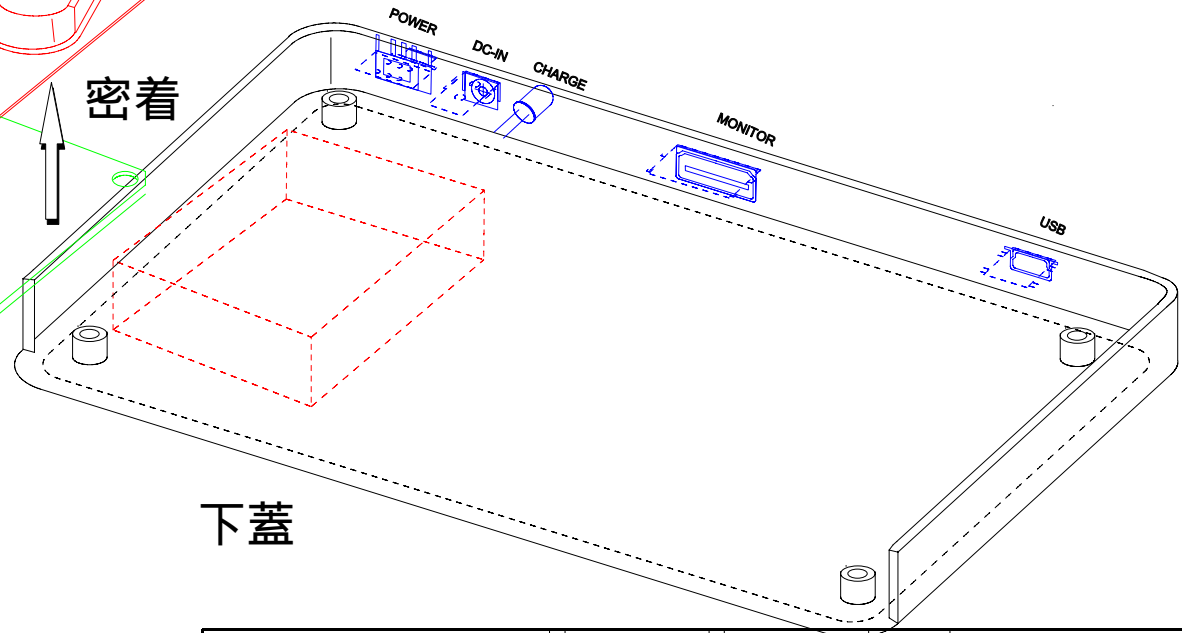 POWER
DC-IN
CHARGE
密着
MONITOR
USB
下蓋